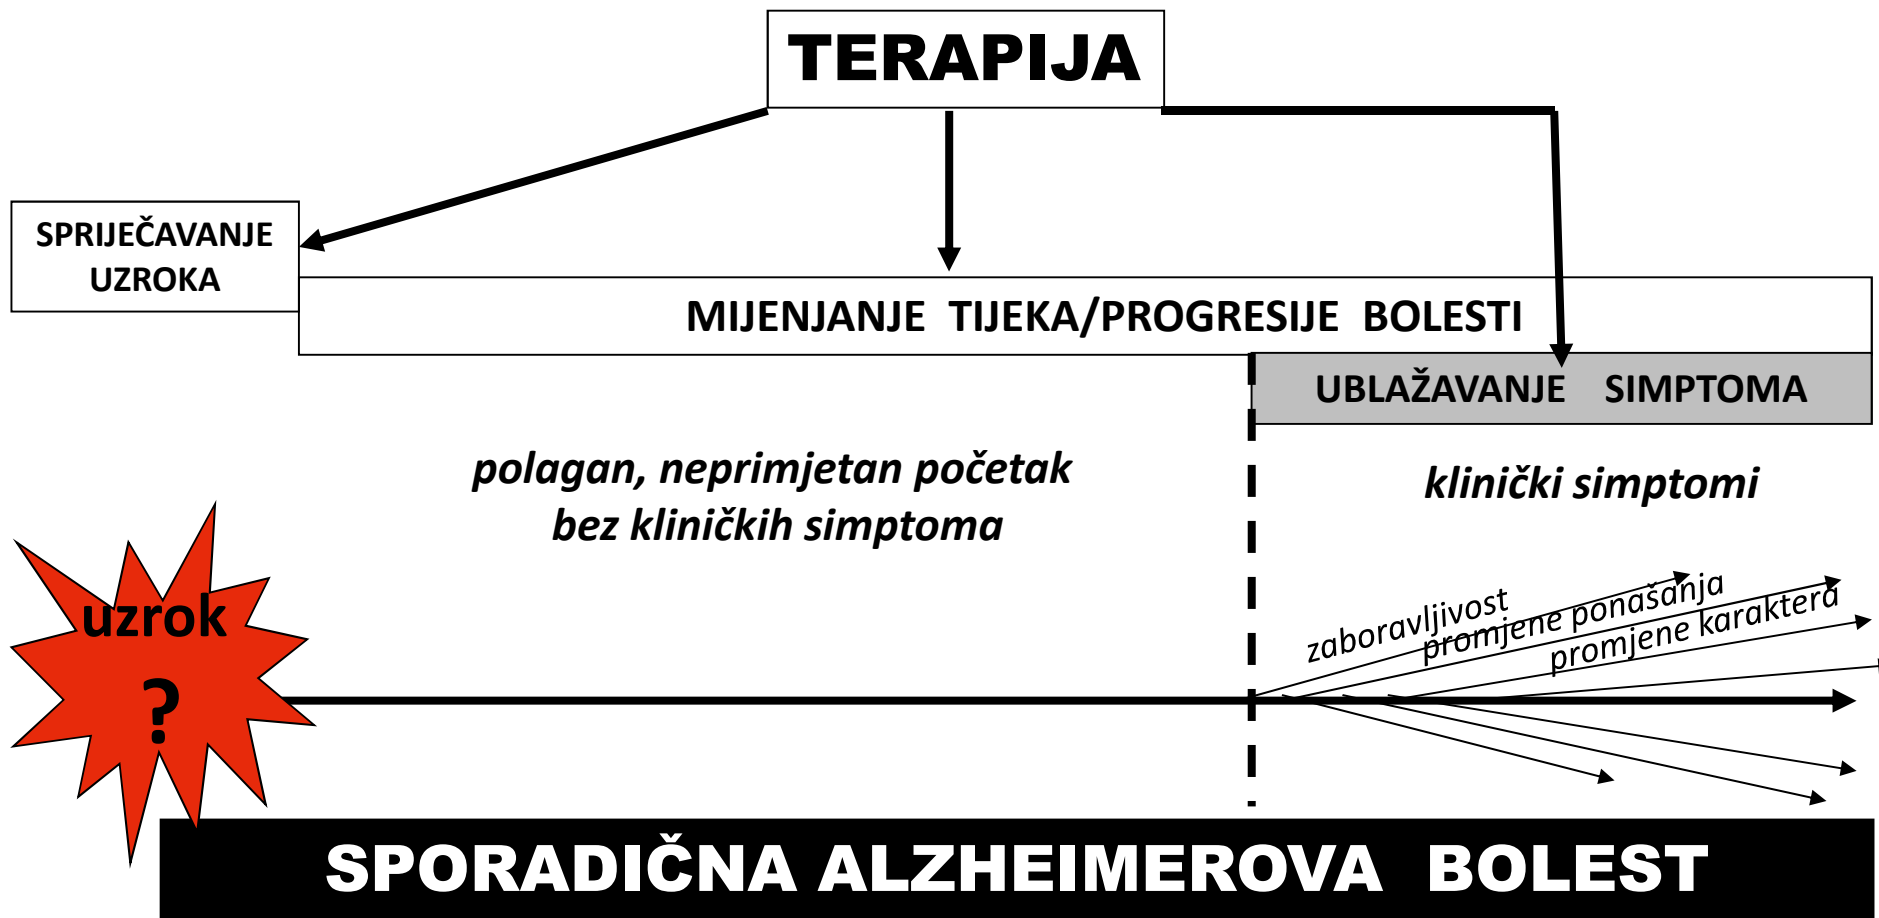 TERAPIJA
SPRIJEČAVANJE
UZROKA
MIJENJANJE TIJEKA/PROGRESIJE BOLESTI
UBLAŽAVANJE SIMPTOMA
polagan, neprimjetan početak
bez kliničkih simptoma
klinički simptomi
uzrok
?
zaboravljivost
promjene ponašanja
promjene karaktera
SPORADIČNA ALZHEIMEROVA BOLEST